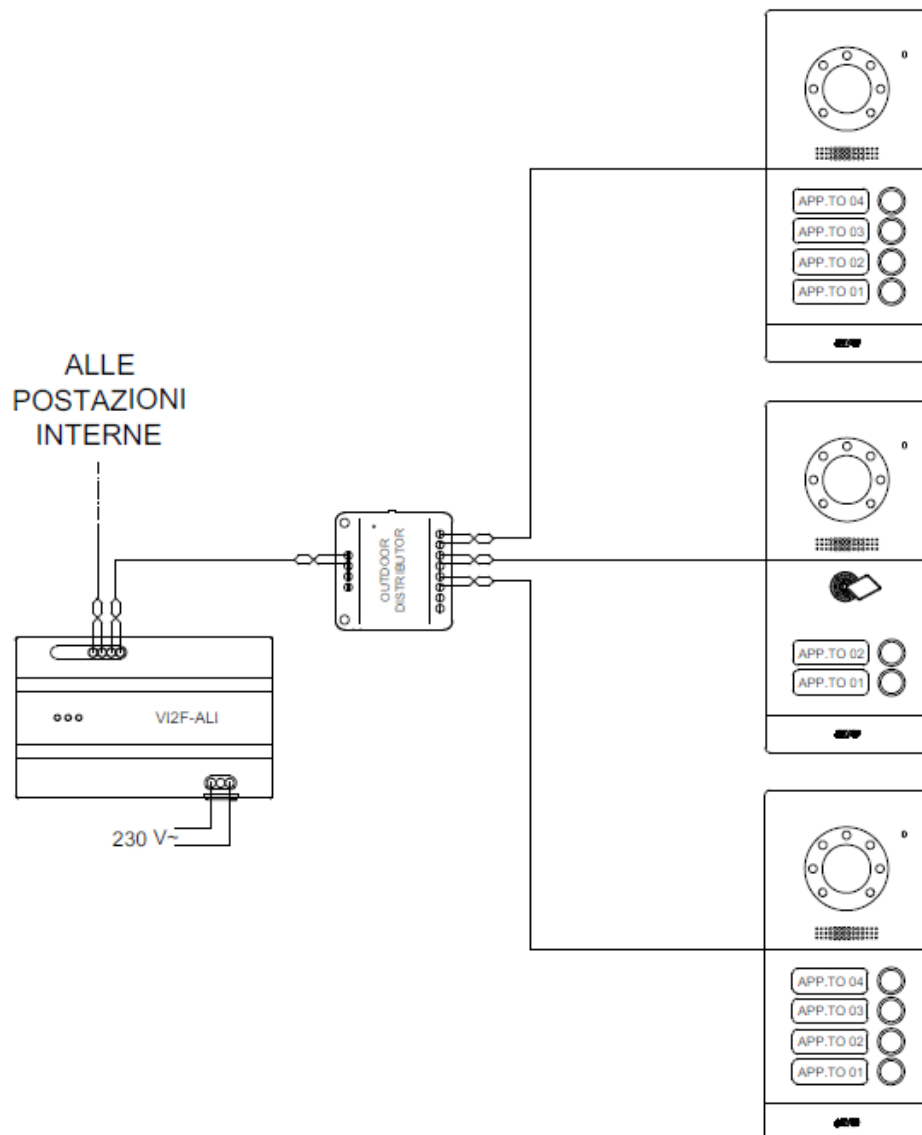 APP.TO 04
APP.TO 03
APP.TO 02
APP.TO 01
ALLE
POSTAZIONI
INTERNE
OUTDOOR
DISTRIBUTOR
APP.TO 02
APP.TO 01
VI2F-ALI
230 V~
APP.TO 04
APP.TO 03
APP.TO 02
APP.TO 01